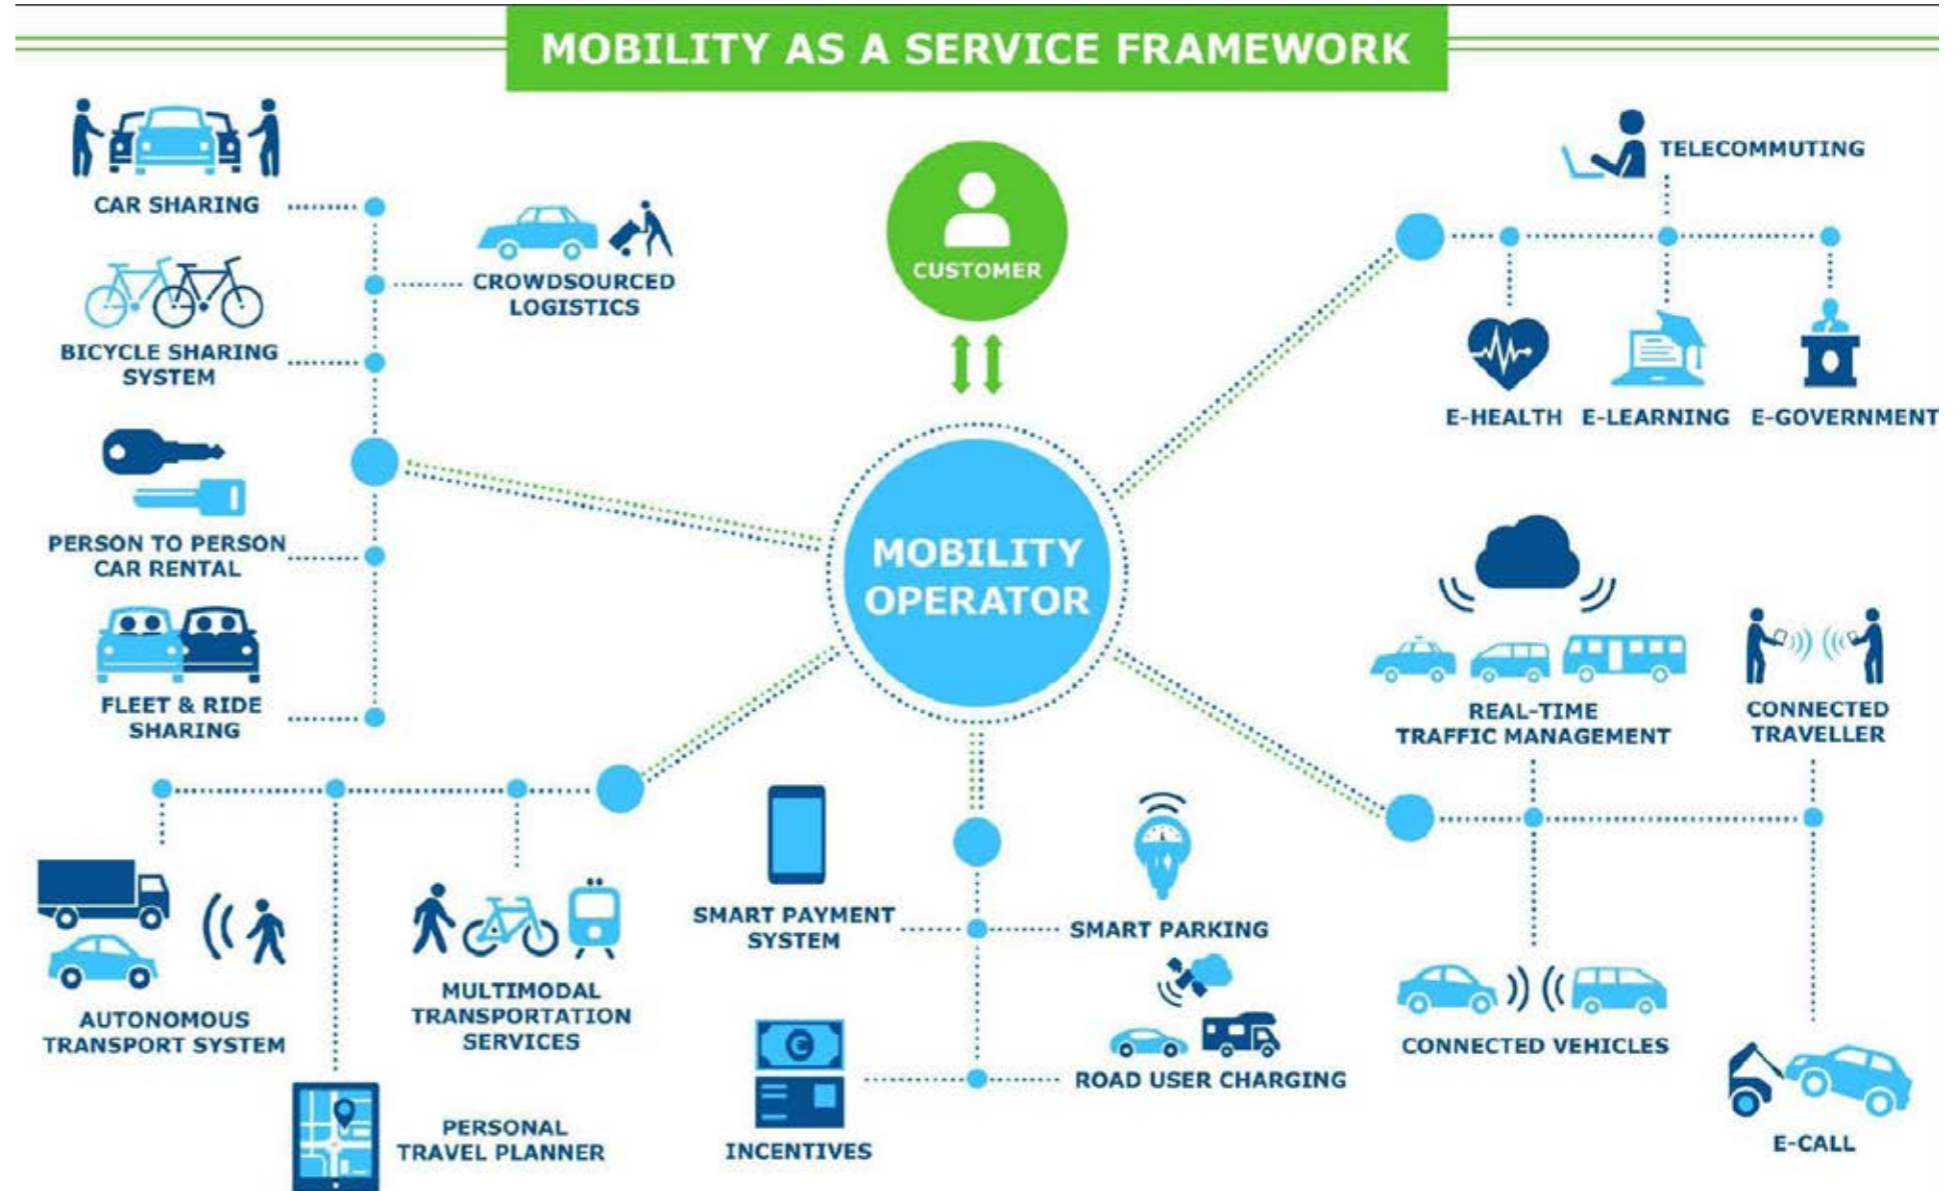 MOBILITY AS A SERVICE FRAMEWORK
CAR SHARING
CROWDSOURCED
LOGISTICS
BICYCLE SHARING
SYSTEM
PERSON TO PERSON
CAR RENTAL
FLEET & RIDE
SHARING
CUSTOMER
MOBILITY
OPERATOR
TELECOMMUTING
E-HEALTH
E-LEARNING
E-GOVERNMENT
REAL-TIME
TRAFFIC MANAGEMENT
CONNECTED
TRAVELLER
CONNECTED VEHICLES
E-CALL
AUTONOMOUS
TRANSPORT SYSTEM
MULTIMODAL
TRANSPORTATION
SERVICES
PERSONAL
TRAVEL PLANNER
SMART PAYMENT
SYSTEM
SMART PARKING
€
INCENTIVES
ROAD USER CHARGING